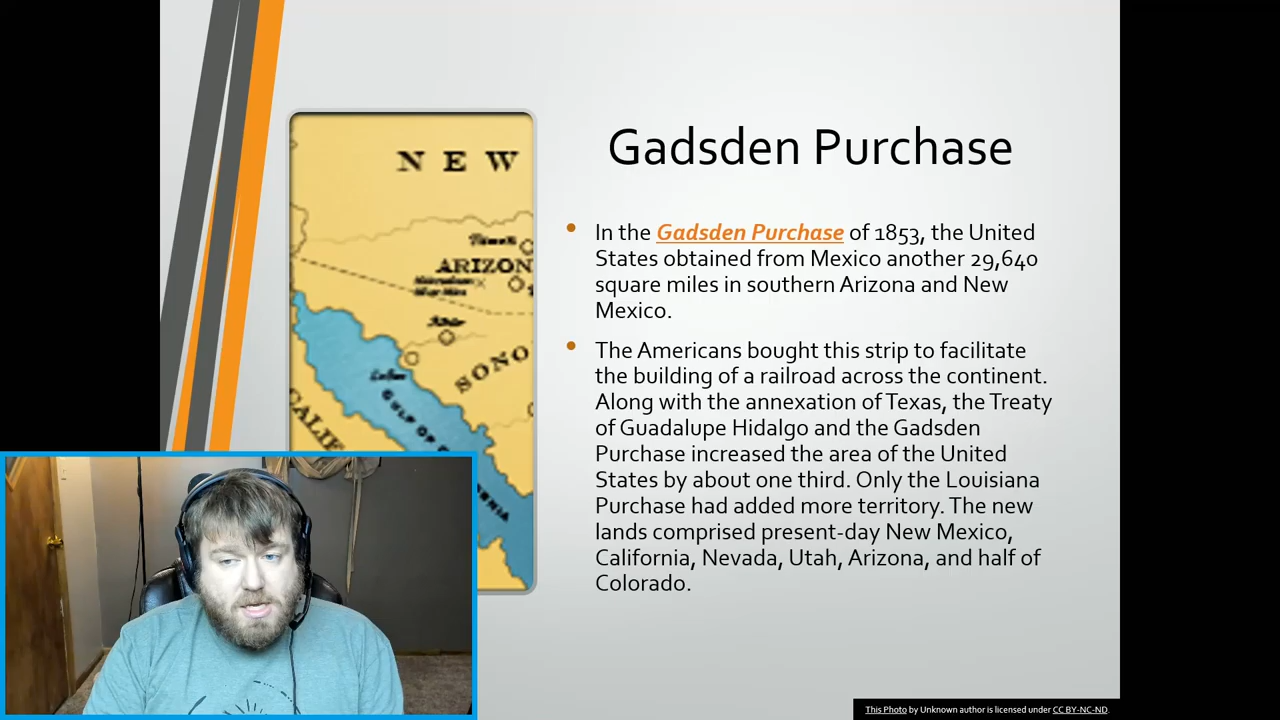 Gadsden Purchase
In the Gadsden Purchase of 1853, the United
States obtained from Mexico another 29,640
square miles in southern Arizona and New
Mexico.
The Americans bought this strip to facilitate
the building of a railroad across the continent.
Along with the annexation of Texas, the Treaty
of Guadalupe Hidalgo and the Gadsden
Purchase increased the area of the United
States by about one third. Only the Louisiana
Purchase had added more territory. The new
lands comprised present-day New Mexico,
California, Nevada, Utah, Arizona, and half of
Colorado.
NEW
ARIZON
SONO
CALIF
GULF OF
This Photo by Unknown author is licensed under CC BY-NC-ND.